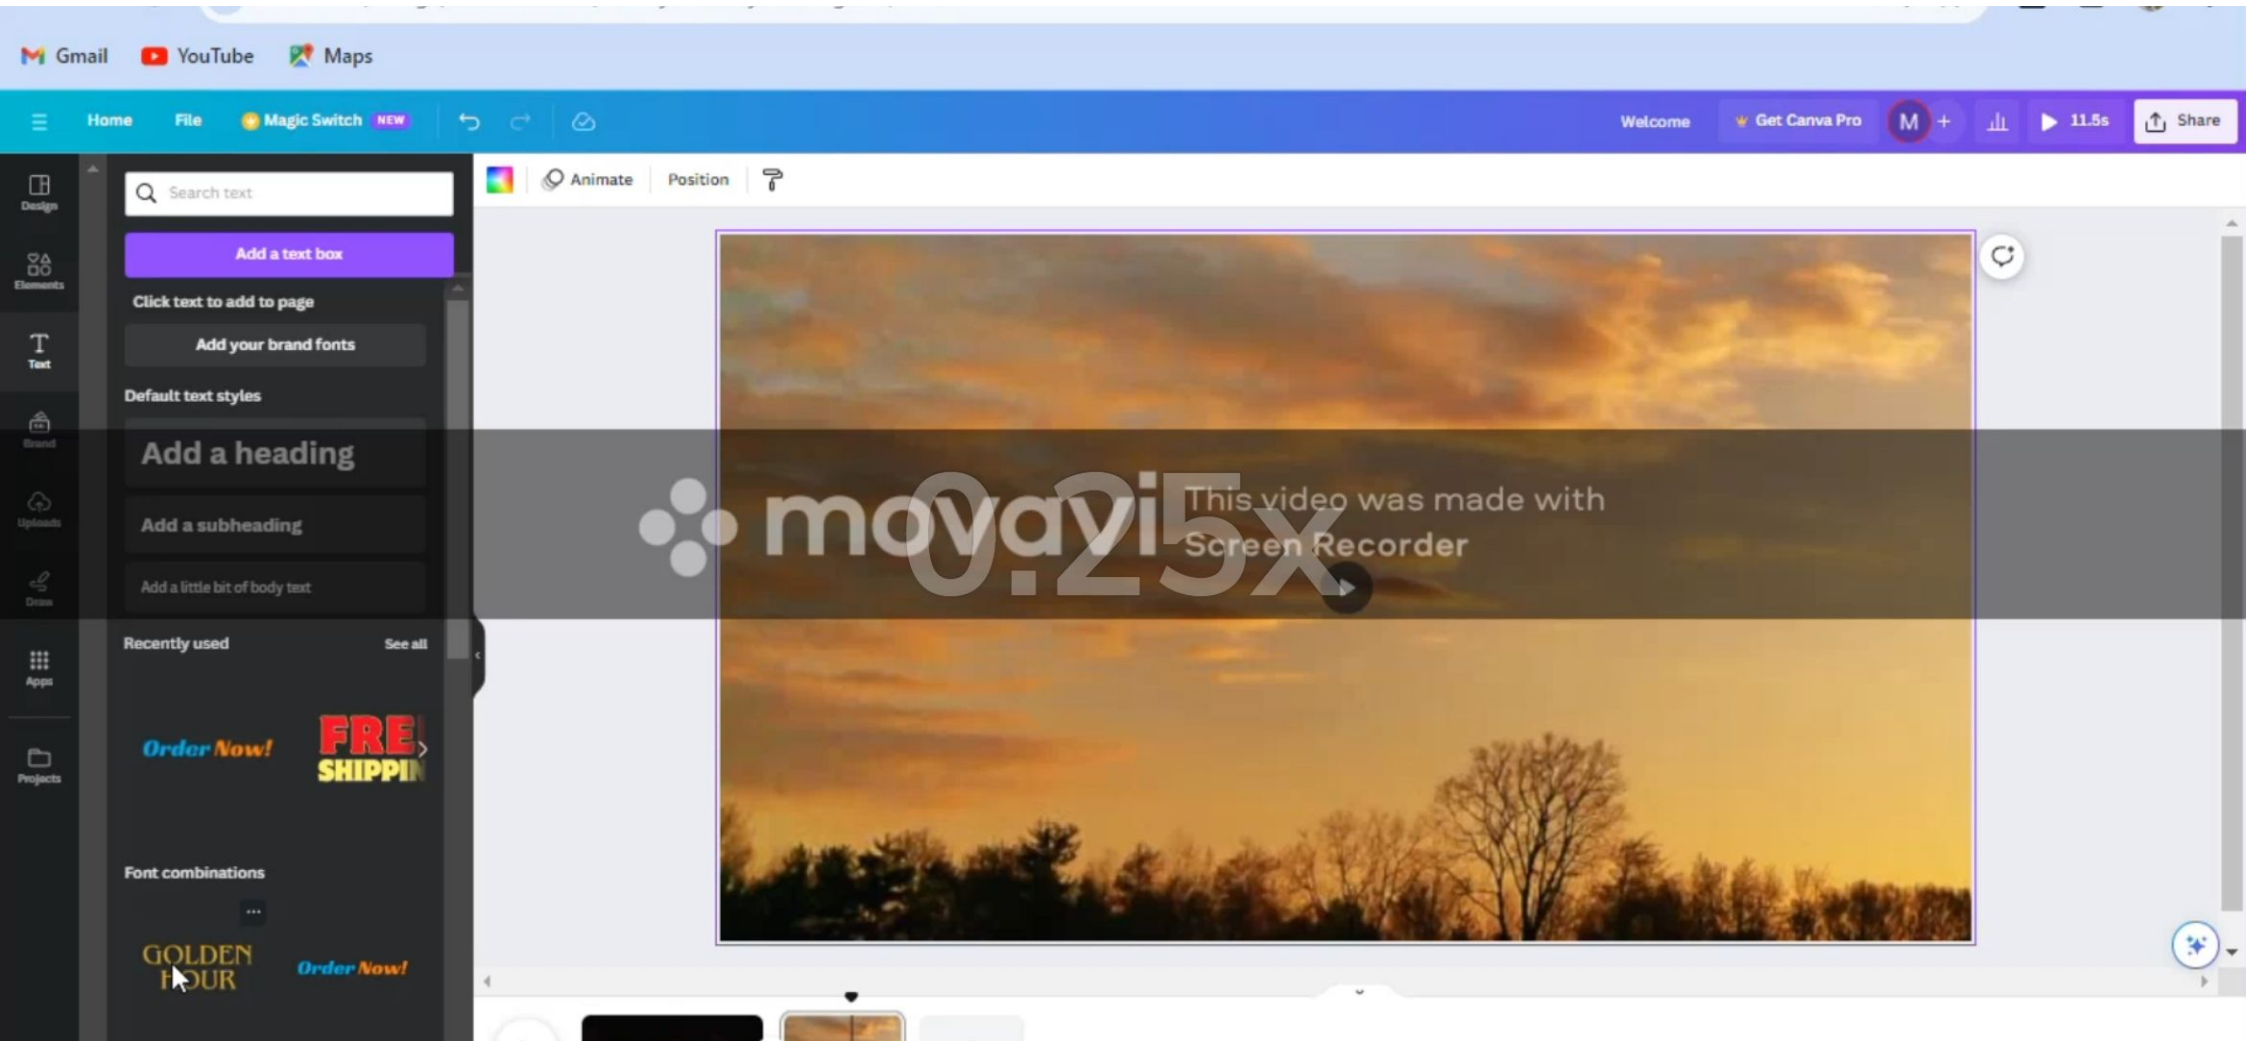 Gmail YouTube Maps
Home File Magic Switch NEW Welcome Get Canva Pro M + 11.5s Share
Design
Elements
Text
Brand
Uploads
Draw
Apps
Projects
Search text
Add a text box
Click text to add to page
Add your brand fonts
Default text styles
Add a heading
Add a subheading
Add a little bit of body text
Recently used See all
Order Now!
FRE
SHIPPIN
Font combinations
GOLDEN
HOUR
Order Now!
Animate Position
movavi
This video was made with
Screen Recorder
0.25x